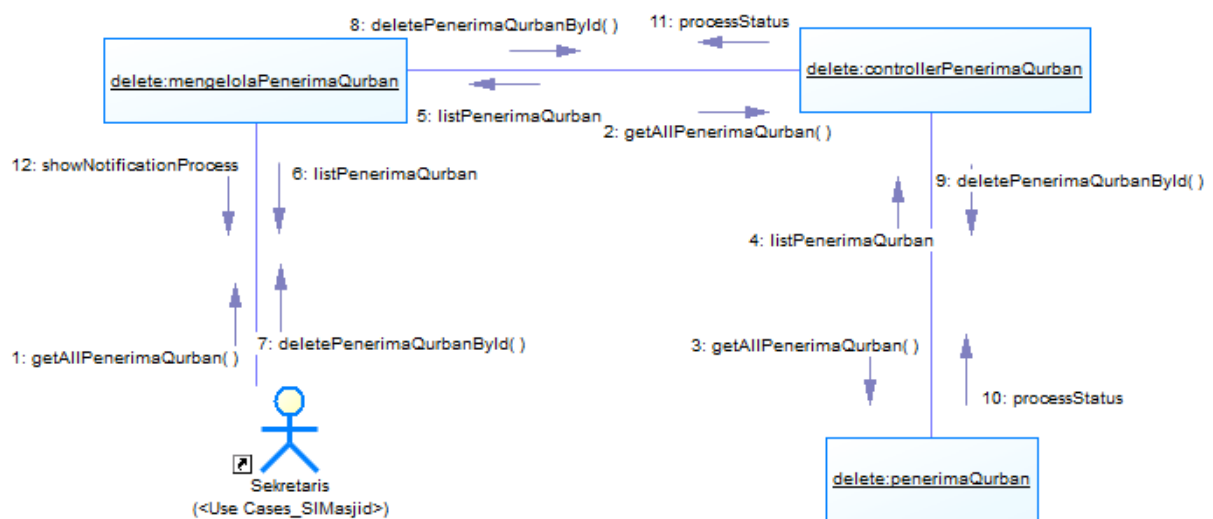 8: deletePenerimaQurbanById( )
11: processStatus
delete:mengelolaPenerimaQurban
delete:controllerPenerimaQurban
5: listPenerimaQurban
2: getAllPenerimaQurban( )
12: showNotificationProcess
6: listPenerimaQurban
9: deletePenerimaQurbanById( )
4: listPenerimaQurban
1: getAllPenerimaQurban( )
7: deletePenerimaQurbanById( )
3: getAllPenerimaQurban( )
10: processStatus
Sekretaris
(<Use Cases_SIMasjid>)
delete:penerimaQurban